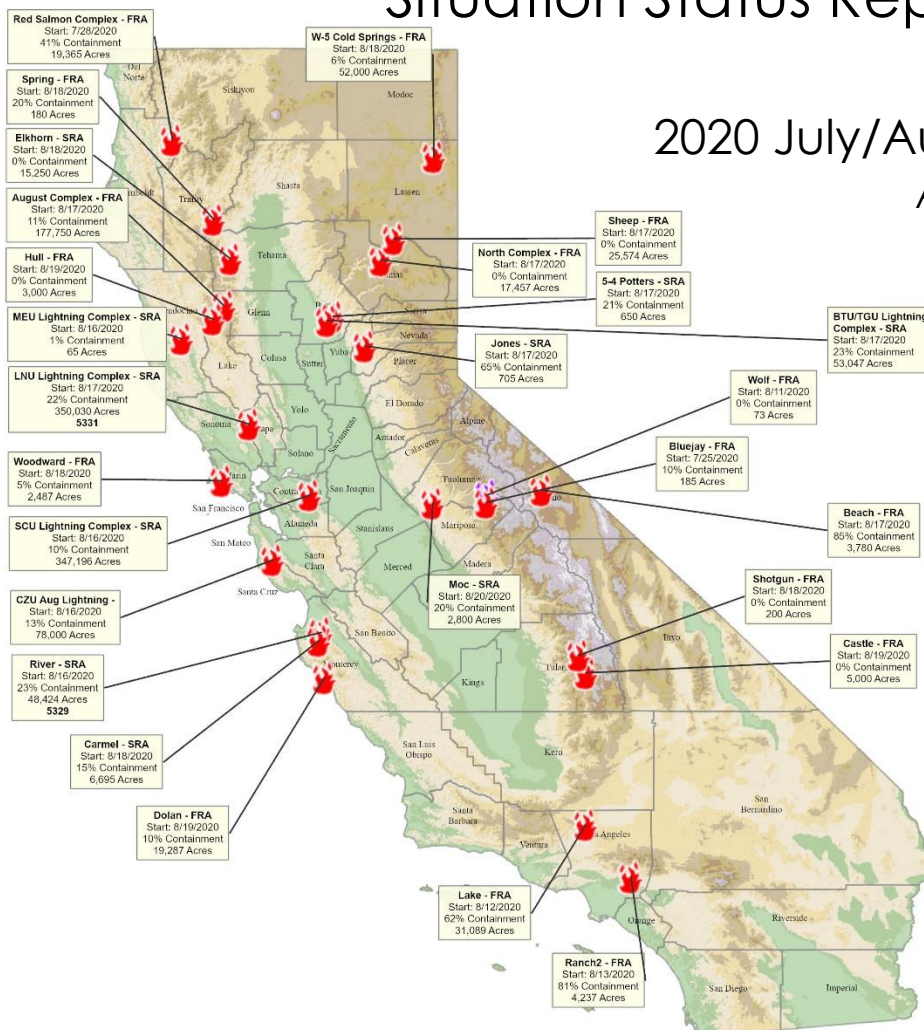 Situation Status Rep
2020 July/Au
Red Salmon Complex - FRA
Start: 7/28/2020
41% Containment
19,365 Acres
W-5 Cold Springs - FRA
Start: 8/18/2020
6% Containment
52,000 Acres
Spring - FRA
Start: 8/18/2020
20% Containment
180 Acres
Elkhorn - SRA
Start: 8/18/2020
0% Containment
15,250 Acres
August Complex - FRA
Start: 8/17/2020
11% Containment
177,750 Acres
Hull - FRA
Start: 8/19/2020
0% Containment
3,000 Acres
MEU Lightning Complex - SRA
Start: 8/16/2020
1% Containment
65 Acres
LNU Lightning Complex - SRA
Start: 8/17/2020
22% Containment
350,030 Acres
5331
Woodward - FRA
Start: 8/18/2020
5% Containment
2,487 Acres
SCU Lightning Complex - SRA
Start: 8/16/2020
10% Containment
347,196 Acres
CZU Aug Lightning -
Start: 8/16/2020
13% Containment
78,000 Acres
River - SRA
Start: 8/16/2020
23% Containment
48,424 Acres
5329
Carmel - SRA
Start: 8/18/2020
15% Containment
6,695 Acres
Dolan - FRA
Start: 8/19/2020
10% Containment
19,287 Acres
Sheep - FRA
Start: 8/17/2020
0% Containment
25,574 Acres
North Complex - FRA
Start: 8/17/2020
0% Containment
17,457 Acres
5-4 Potters - SRA
Start: 8/17/2020
21% Containment
650 Acres
BTU/TGU Lightning
Complex - SRA
Start: 8/17/2020
23% Containment
53,047 Acres
Jones - SRA
Start: 8/17/2020
65% Containment
705 Acres
Wolf - FRA
Start: 8/11/2020
0% Containment
73 Acres
Bluejay - FRA
Start: 7/25/2020
10% Containment
185 Acres
Beach - FRA
Start: 8/17/2020
85% Containment
3,780 Acres
Moc - SRA
Start: 8/20/2020
20% Containment
2,800 Acres
Shotgun - FRA
Start: 8/18/2020
0% Containment
200 Acres
Castle - FRA
Start: 8/19/2020
0% Containment
5,000 Acres
Lake - FRA
Start: 8/12/2020
62% Containment
31,089 Acres
Ranch2 - FRA
Start: 8/13/2020
81% Containment
4,237 Acres
Del
Norte
Siskiyou
Modoc
Trinity
Shasta
Lassen
Tehama
Glenn
Lake
Colusa
Sutter
Yuba
Nevada
Placer
El Dorado
Sonoma
Yolo
Sacramento
Amador
Alpine
Calaveras
Solano
San Joaquin
San Francisco
Alameda
Stanislaus
Mariposa
San Mateo
Santa
Clara
Merced
Madera
Santa Cruz
San Benito
Kings
Inyo
San Luis
Obispo
Kern
Santa
Barbara
Ventura
San
Bernardino
Orange
Riverside
San Diego
Imperial